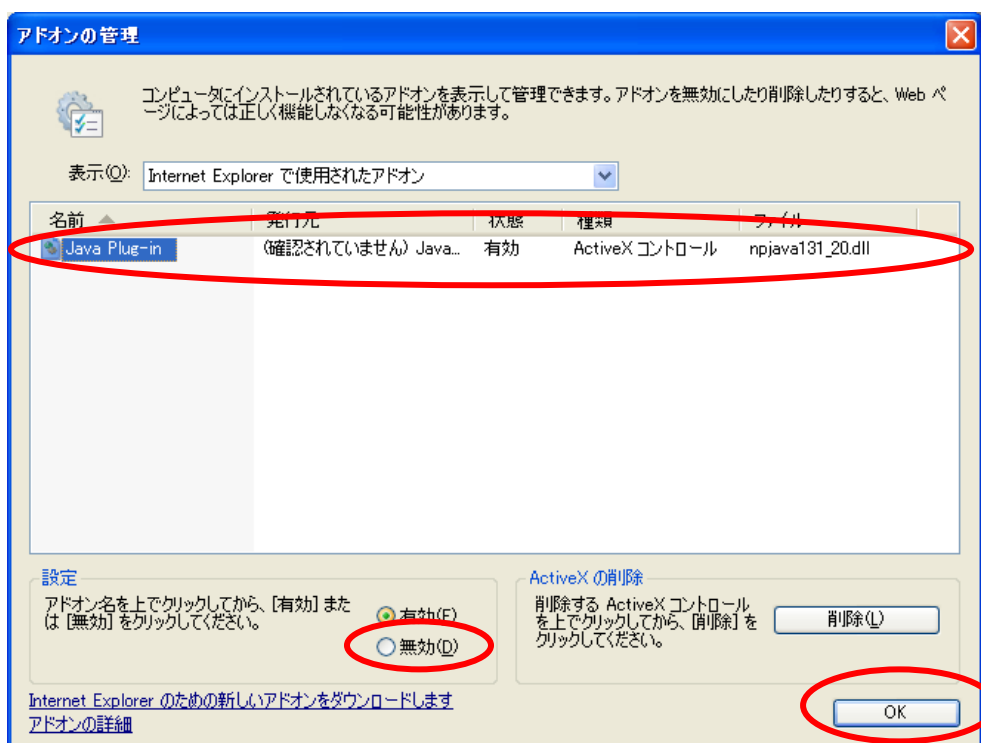 アドオンの管理
コンピュータにインストールされているアドオンを表示して管理できます。アドオンを無効にしたり削除したりすると、Web ペ
ージによっては正しく機能しなくなる可能性があります。
表示(O): Internet Explorer で使用されたアドオン
名前 発行元 状態 種類 ファイル
Java Plug-in (確認されていません) Java... 有効 ActiveX コントロール npjava131_20.dll
設定
アドオン名を上でクリックしてから、[有効] また
は [無効] をクリックしてください。
有効(E)
無効(D)
ActiveX の削除
削除する ActiveX コントロール
を上でクリックしてから、[削除] を
クリックしてください。
削除(L)
Internet Explorer のための新しいアドオンをダウンロードします
アドオンの詳細
OK